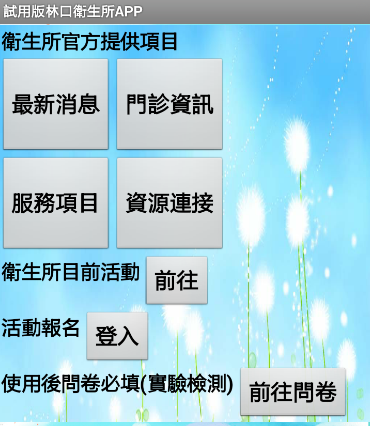 試用版林口衛生所APP
衛生所官方提供項目
最新消息 門診資訊
服務項目 資源連接
衛生所目前活動 前往
活動報名 登入
使用後問卷必填(實驗檢測) 前往問卷